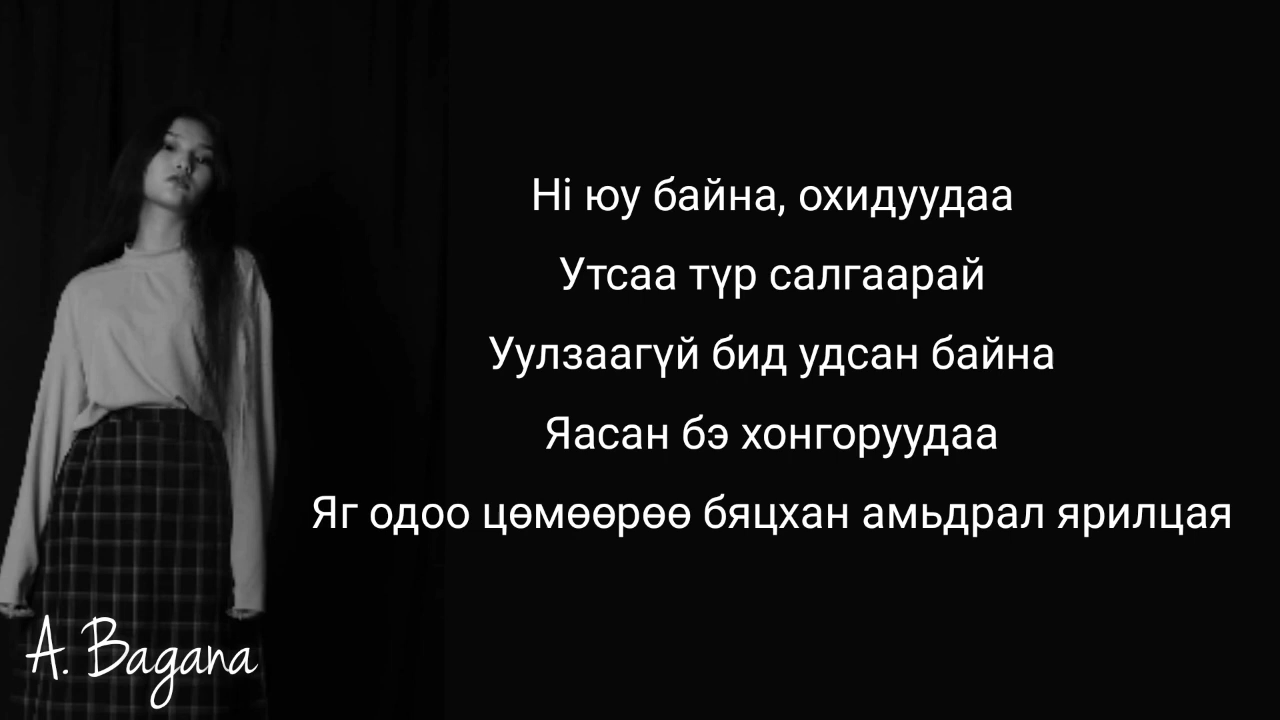 Hi юу байна, охидуудаа
Утсаа түр салгаарай
Уулзаагүй бид удсан байна
Яасан бэ хонгоруудаа
Яг одоо цөмөөрөө бяцхан амьдрал ярилцая
A. Bagana